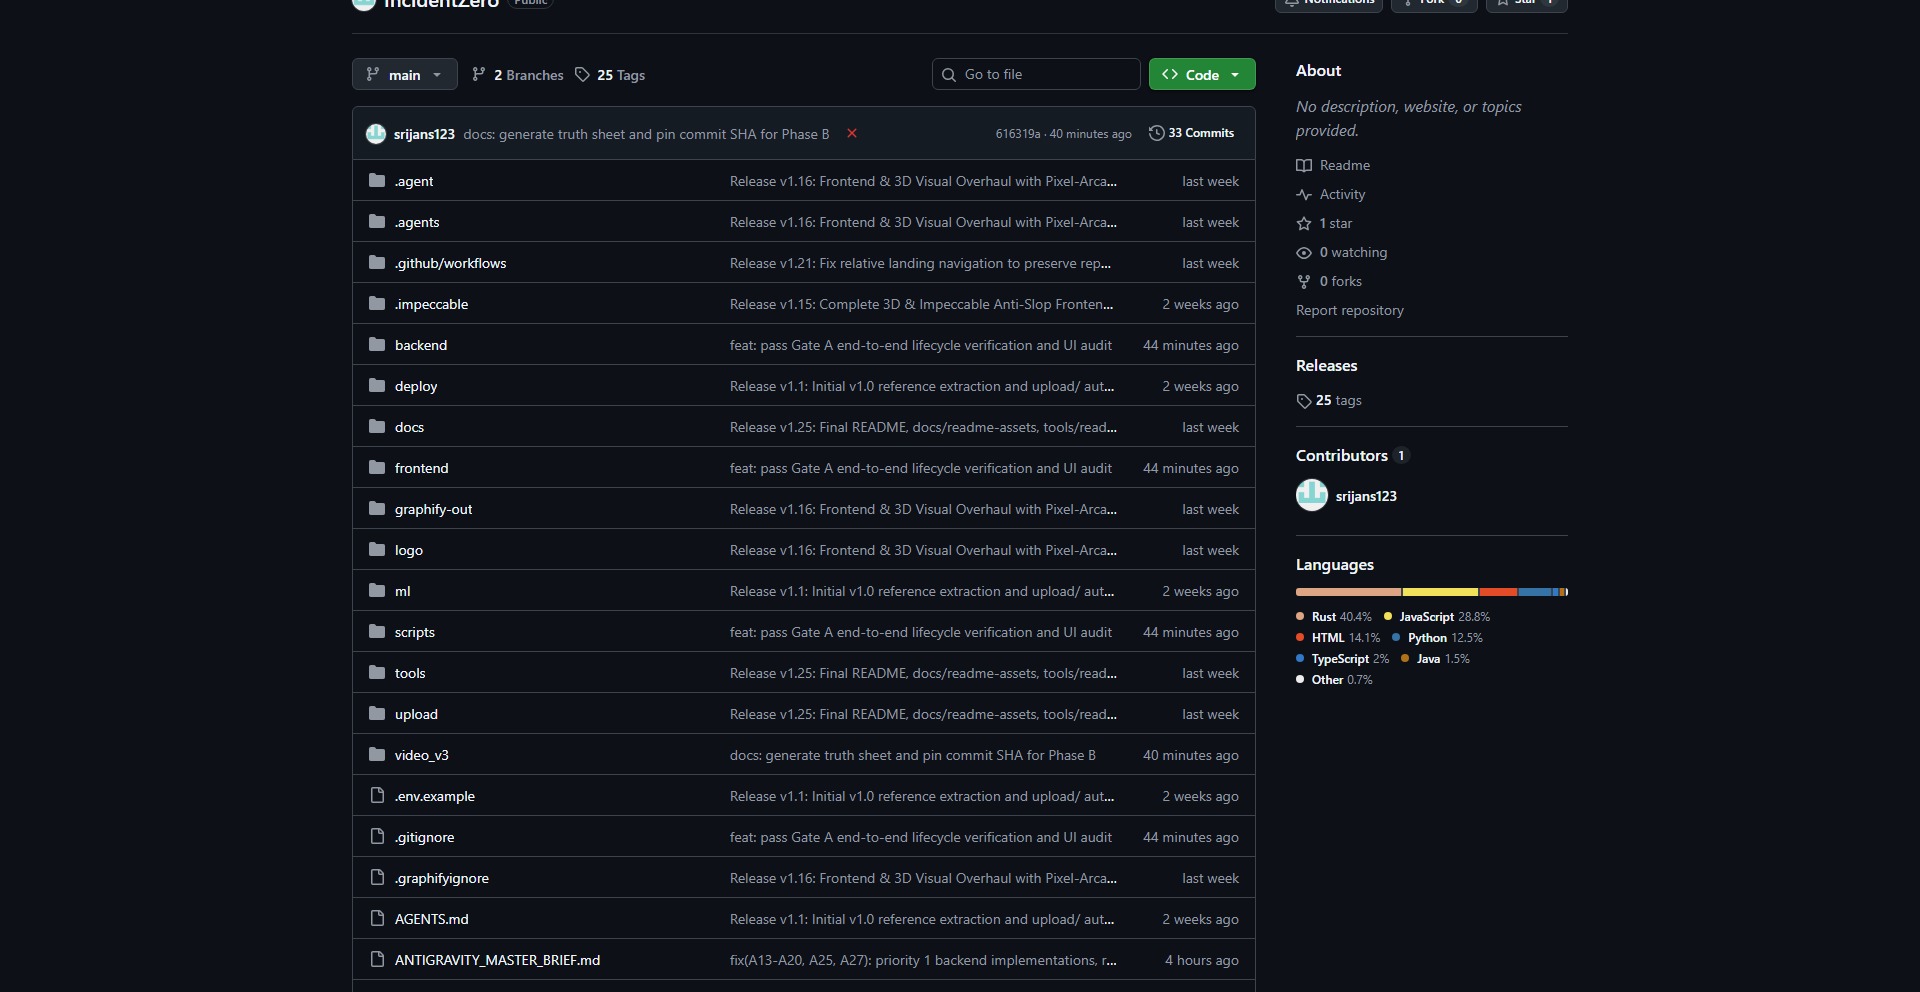 IncidentZero Public
Notifications Fork 0 Star 1
main 2 Branches 25 Tags Go to file Code
srijans123 docs: generate truth sheet and pin commit SHA for Phase B 616319a · 40 minutes ago 33 Commits
.agent Release v1.16: Frontend & 3D Visual Overhaul with Pixel-Arca... last week
.agents Release v1.16: Frontend & 3D Visual Overhaul with Pixel-Arca... last week
.github/workflows Release v1.21: Fix relative landing navigation to preserve rep... last week
.impeccable Release v1.15: Complete 3D & Impeccable Anti-Slop Fronten... 2 weeks ago
backend feat: pass Gate A end-to-end lifecycle verification and UI audit 44 minutes ago
deploy Release v1.1: Initial v1.0 reference extraction and upload/ aut... 2 weeks ago
docs Release v1.25: Final README, docs/readme-assets, tools/read... last week
frontend feat: pass Gate A end-to-end lifecycle verification and UI audit 44 minutes ago
graphify-out Release v1.16: Frontend & 3D Visual Overhaul with Pixel-Arca... last week
logo Release v1.16: Frontend & 3D Visual Overhaul with Pixel-Arca... last week
ml Release v1.1: Initial v1.0 reference extraction and upload/ aut... 2 weeks ago
scripts feat: pass Gate A end-to-end lifecycle verification and UI audit 44 minutes ago
tools Release v1.25: Final README, docs/readme-assets, tools/read... last week
upload Release v1.25: Final README, docs/readme-assets, tools/read... last week
video_v3 docs: generate truth sheet and pin commit SHA for Phase B 40 minutes ago
.env.example Release v1.1: Initial v1.0 reference extraction and upload/ aut... 2 weeks ago
.gitignore feat: pass Gate A end-to-end lifecycle verification and UI audit 44 minutes ago
.graphifyignore Release v1.16: Frontend & 3D Visual Overhaul with Pixel-Arca... last week
AGENTS.md Release v1.1: Initial v1.0 reference extraction and upload/ aut... 2 weeks ago
ANTIGRAVITY_MASTER_BRIEF.md fix(A13-A20, A25, A27): priority 1 backend implementations, r... 4 hours ago
About
No description, website, or topics
provided.
Readme
Activity
1 star
0 watching
0 forks
Report repository
Releases
25 tags
Contributors 1
srijans123
Languages
Rust 40.4% JavaScript 28.8%
HTML 14.1% Python 12.5%
TypeScript 2% Java 1.5%
Other 0.7%